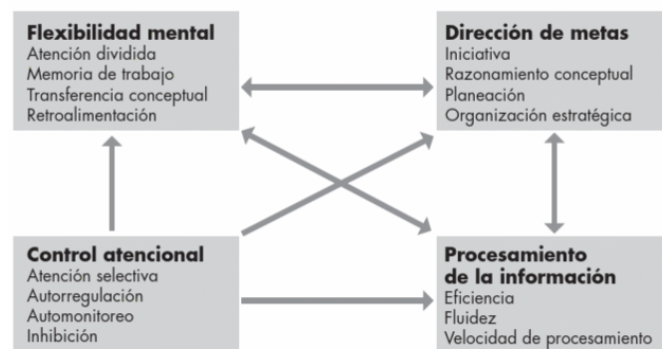 Flexibilidad mental
Atención dividida
Memoria de trabajo
Transferencia conceptual
Retroalimentación
Dirección de metas
Iniciativa
Razonamiento conceptual
Planeación
Organización estratégica
Control atencional
Atención selectiva
Autorregulación
Automonitoreo
Inhibición
Procesamiento
de la información
Eficiencia
Fluidez
Velocidad de procesamiento